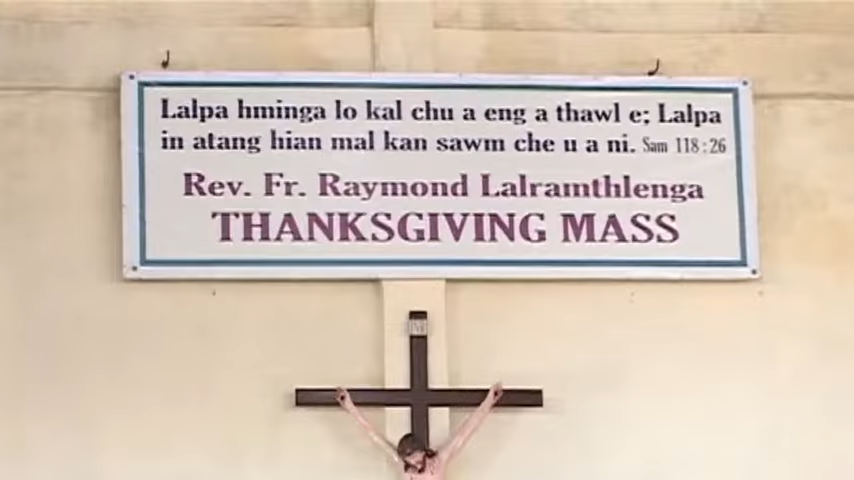 Lalpa hminga lo kal chu a eng a thawl e; Lalpa
in atang hian mal kan sawm che u a ni. Sam 118:26
Rev. Fr. Raymond Lalramthlenga
THANKSGIVING MASS